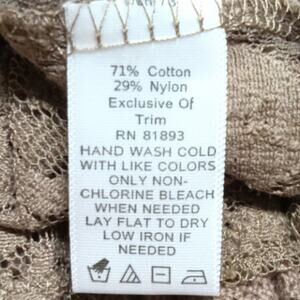 71% Cotton
29% Nylon
Exclusive Of
Trim
RN 81893
HAND WASH COLD
WITH LIKE COLORS
ONLY NON-
CHLORINE BLEACH
WHEN NEEDED
LAY FLAT TO DRY
LOW IRON IF
NEEDED